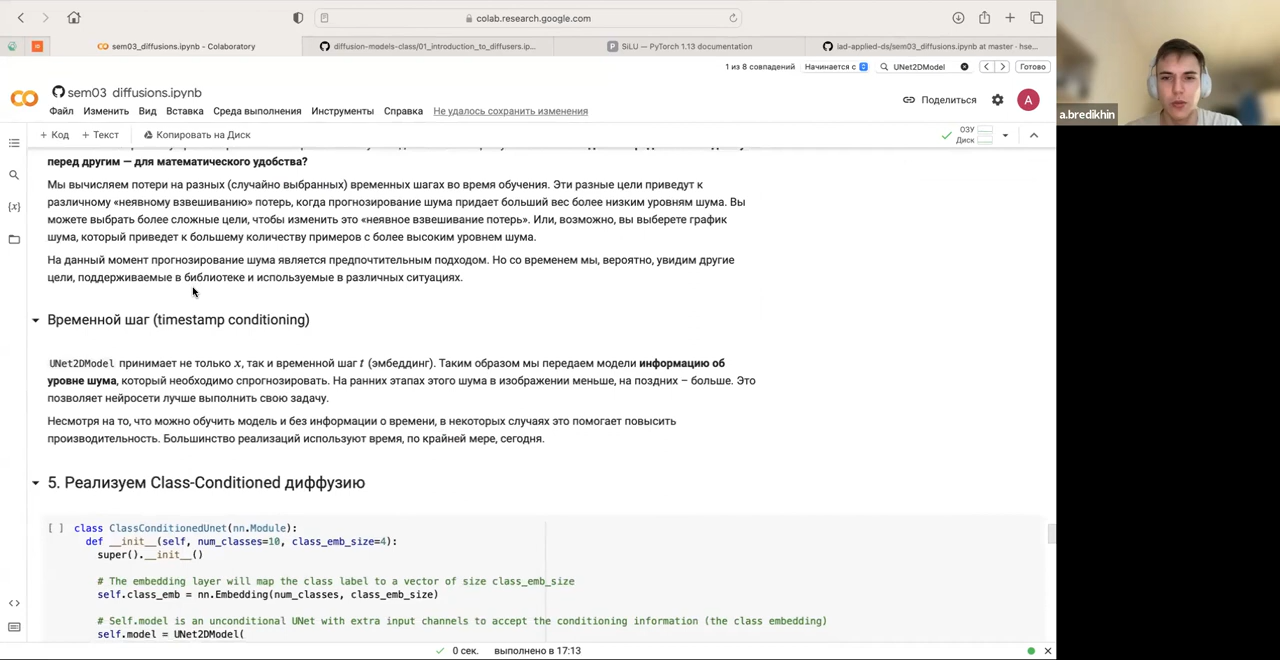 colab.research.google.com
sem03_diffusions.ipynb - Colaboratory
diffusion-models-class/01_introduction_to_diffusers.ip...
SiLU — PyTorch 1.13 documentation
lad-applied-ds/sem03_diffusions.ipynb at master · hse...
1 из 8 совпадений Начинается с UNet2DModel Готово
sem03 diffusions.ipynb
Файл Изменить Вид Вставка Среда выполнения Инструменты Справка Не удалось сохранить изменения
Поделиться
A
a.bredikhin
+ Код + Текст Копировать на Диск
ОЗУ
Диск
перед другим — для математического удобства?
Мы вычисляем потери на разных (случайно выбранных) временных шагах во время обучения. Эти разные цели приведут к
различному «неявному взвешиванию» потерь, когда прогнозирование шума придает больший вес более низким уровням шума. Вы
можете выбрать более сложные цели, чтобы изменить это «неявное взвешивание потерь». Или, возможно, вы выберете график
шума, который приведет к большему количеству примеров с более высоким уровнем шума.
На данный момент прогнозирование шума является предпочтительным подходом. Но со временем мы, вероятно, увидим другие
цели, поддерживаемые в библиотеке и используемые в различных ситуациях.
Временной шаг (timestamp conditioning)
UNet2DModel принимает не только x, так и временной шаг t (эмбеддинг). Таким образом мы передаем модели информацию об
уровне шума, который необходимо спрогнозировать. На ранних этапах этого шума в изображении меньше, на поздних – больше. Это
позволяет нейросети лучше выполнить свою задачу.
Несмотря на то, что можно обучить модель и без информации о времени, в некоторых случаях это помогает повысить
производительность. Большинство реализаций используют время, по крайней мере, сегодня.
5. Реализуем Class-Conditioned диффузию
[ ] class ClassConditionedUnet(nn.Module):
def __init__(self, num_classes=10, class_emb_size=4):
super().__init__()
# The embedding layer will map the class label to a vector of size class_emb_size
self.class_emb = nn.Embedding(num_classes, class_emb_size)
# Self.model is an unconditional UNet with extra input channels to accept the conditioning information (the class embedding)
self.model = UNet2DModel(
0 сек. выполнено в 17:13